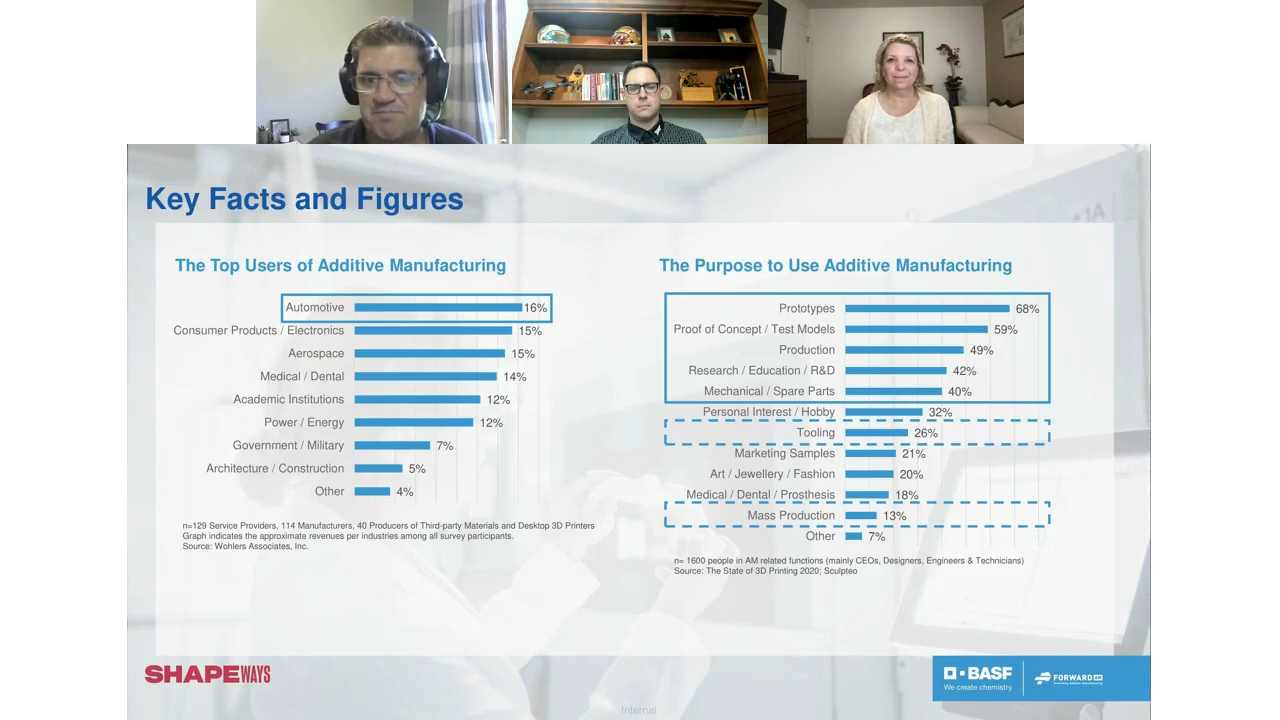 Key Facts and Figures
The Top Users of Additive Manufacturing
Automotive 16%
Consumer Products / Electronics 15%
Aerospace 15%
Medical / Dental 14%
Academic Institutions 12%
Power / Energy 12%
Government / Military 7%
Architecture / Construction 5%
Other 4%
n=129 Service Providers, 114 Manufacturers, 40 Producers of Third-party Materials and Desktop 3D Printers
Graph indicates the approximate revenues per industries among all survey participants.
Source: Wohlers Associates, Inc.
The Purpose to Use Additive Manufacturing
Prototypes 68%
Proof of Concept / Test Models 59%
Production 49%
Research / Education / R&D 42%
Mechanical / Spare Parts 40%
Personal Interest / Hobby 32%
Tooling 26%
Marketing Samples 21%
Art / Jewellery / Fashion 20%
Medical / Dental / Prosthesis 18%
Mass Production 13%
Other 7%
n= 1600 people in AM related functions (mainly CEOs, Designers, Engineers & Technicians)
Source: The State of 3D Printing 2020; Sculpteo
1A
SHAPEWAYS
BASF
We create chemistry
FORWARD AM
Internal